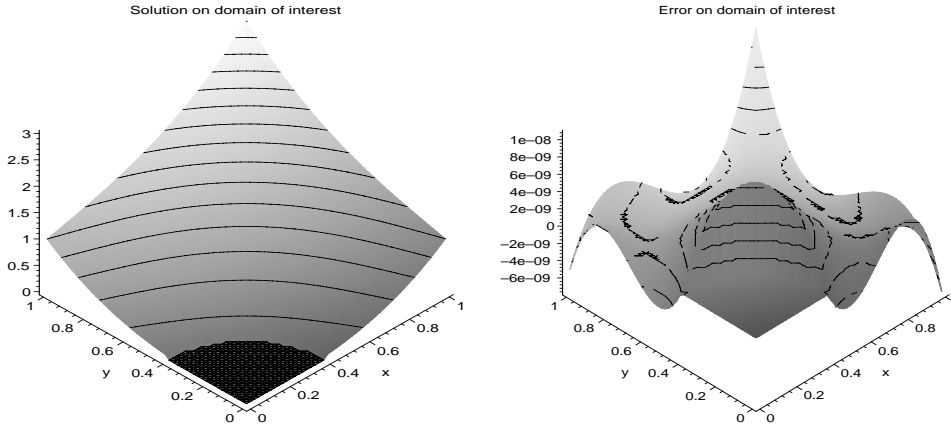 Solution on domain of interest
3
2.5
2
1.5
1
0.5
0
1
0.8
0.6
y
0.4
0.2
0
0
0.2
0.4
x
0.6
0.8
1
Error on domain of interest
1e−08
8e−09
6e−09
4e−09
2e−09
0
−2e−09
−4e−09
−6e−09
1
0.8
0.6
y
0.4
0.2
0
0
0.2
0.4
x
0.6
0.8
1